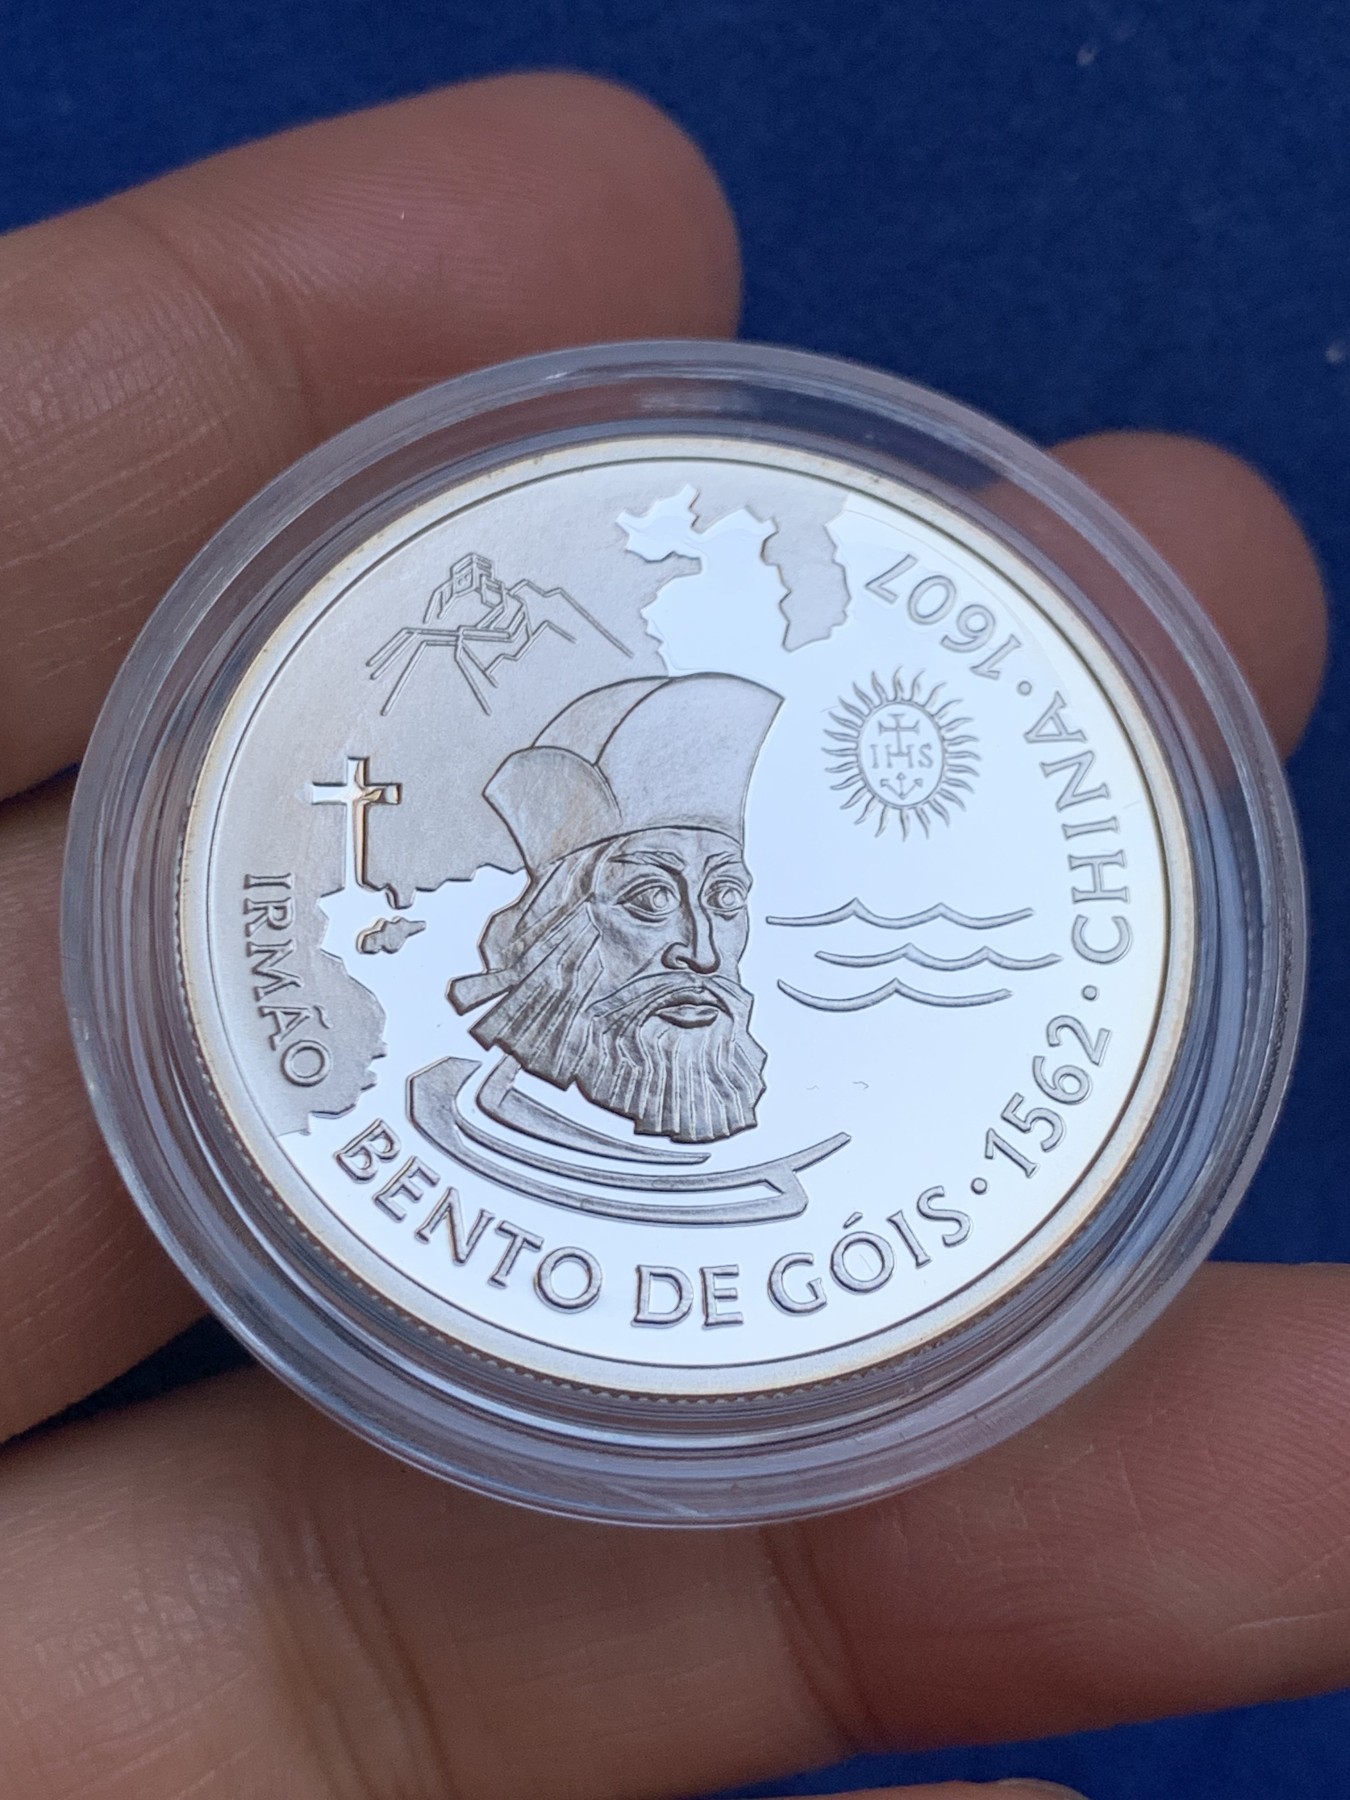 IRMÃO BENTO DE GÓIS · 1562 · CHINA · 1607
IHS